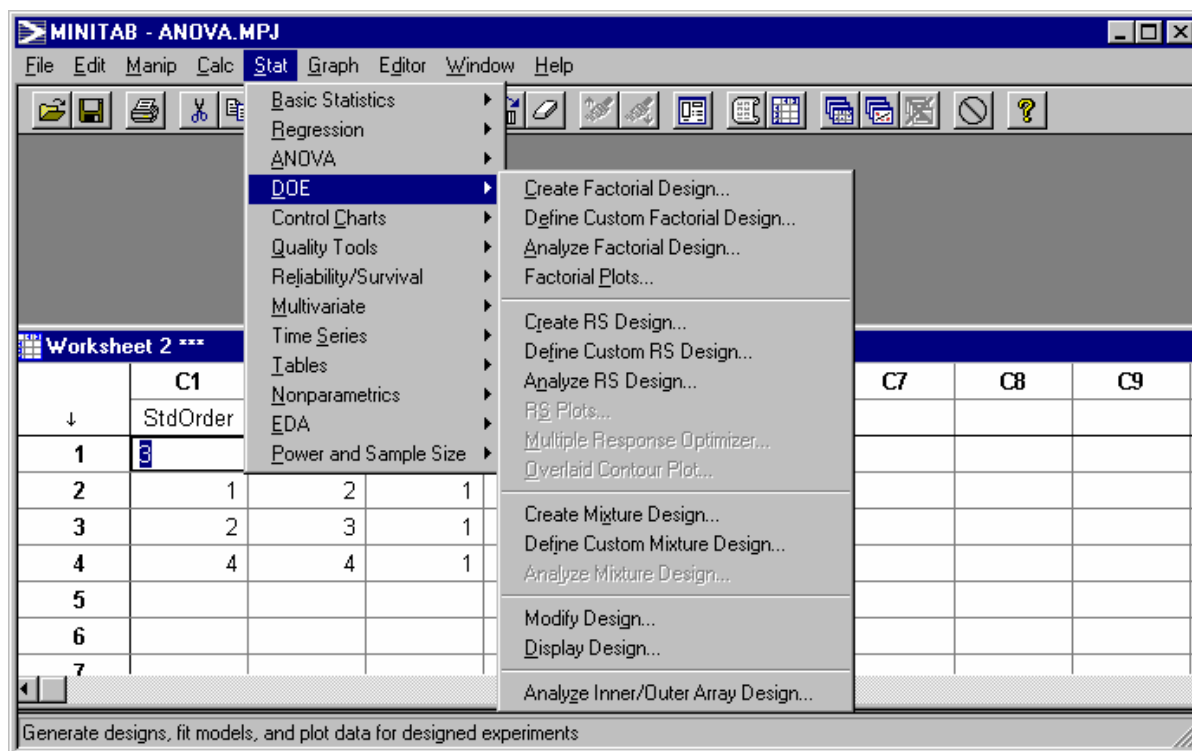 MINITAB - ANOVA.MPJ
File Edit Manip Calc Stat Graph Editor Window Help
Basic Statistics
Regression
ANOVA
DOE
Control Charts
Quality Tools
Reliability/Survival
Multivariate
Time Series
Tables
Nonparametrics
EDA
Power and Sample Size
Create Factorial Design...
Define Custom Factorial Design...
Analyze Factorial Design...
Factorial Plots...
Create RS Design...
Define Custom RS Design...
Analyze RS Design...
RS Plots...
Multiple Response Optimizer...
Overlaid Contour Plot...
Create Mixture Design...
Define Custom Mixture Design...
Analyze Mixture Design...
Modify Design...
Display Design...
Analyze Inner/Outer Array Design...
Worksheet 2 ***
C1 C7 C8 C9
↓ StdOrder
1 3
2 1 2 1
3 2 3 1
4 4 4 1
5
6
7
Generate designs, fit models, and plot data for designed experiments